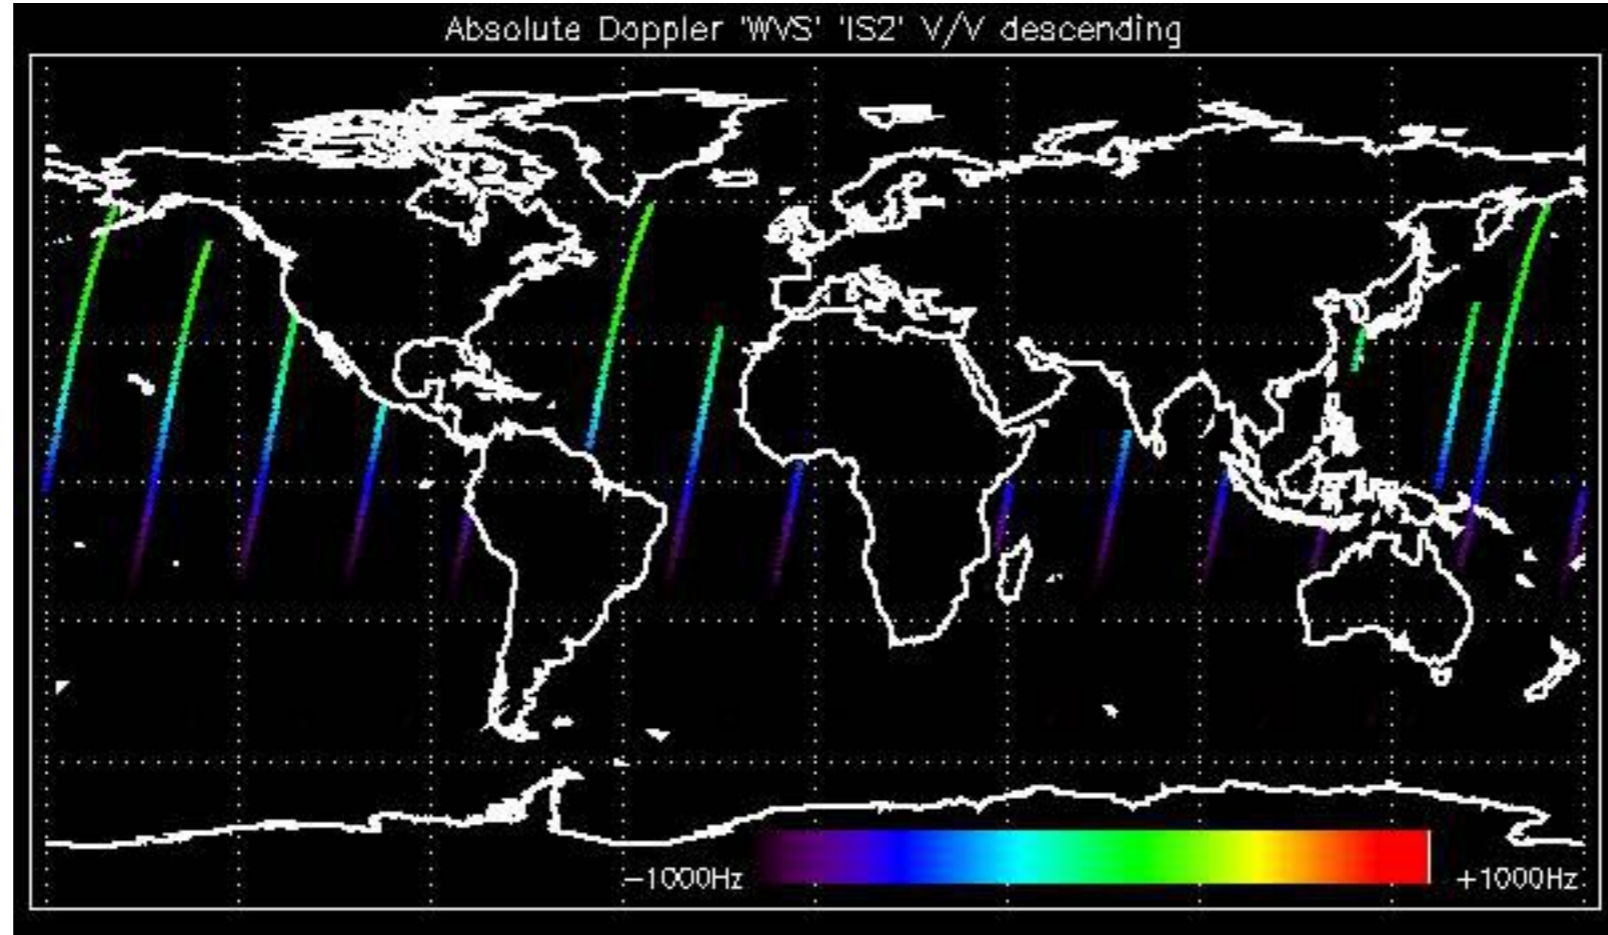 Absolute Doppler 'WVS' 'IS2' V/V descending
-1000Hz +1000Hz